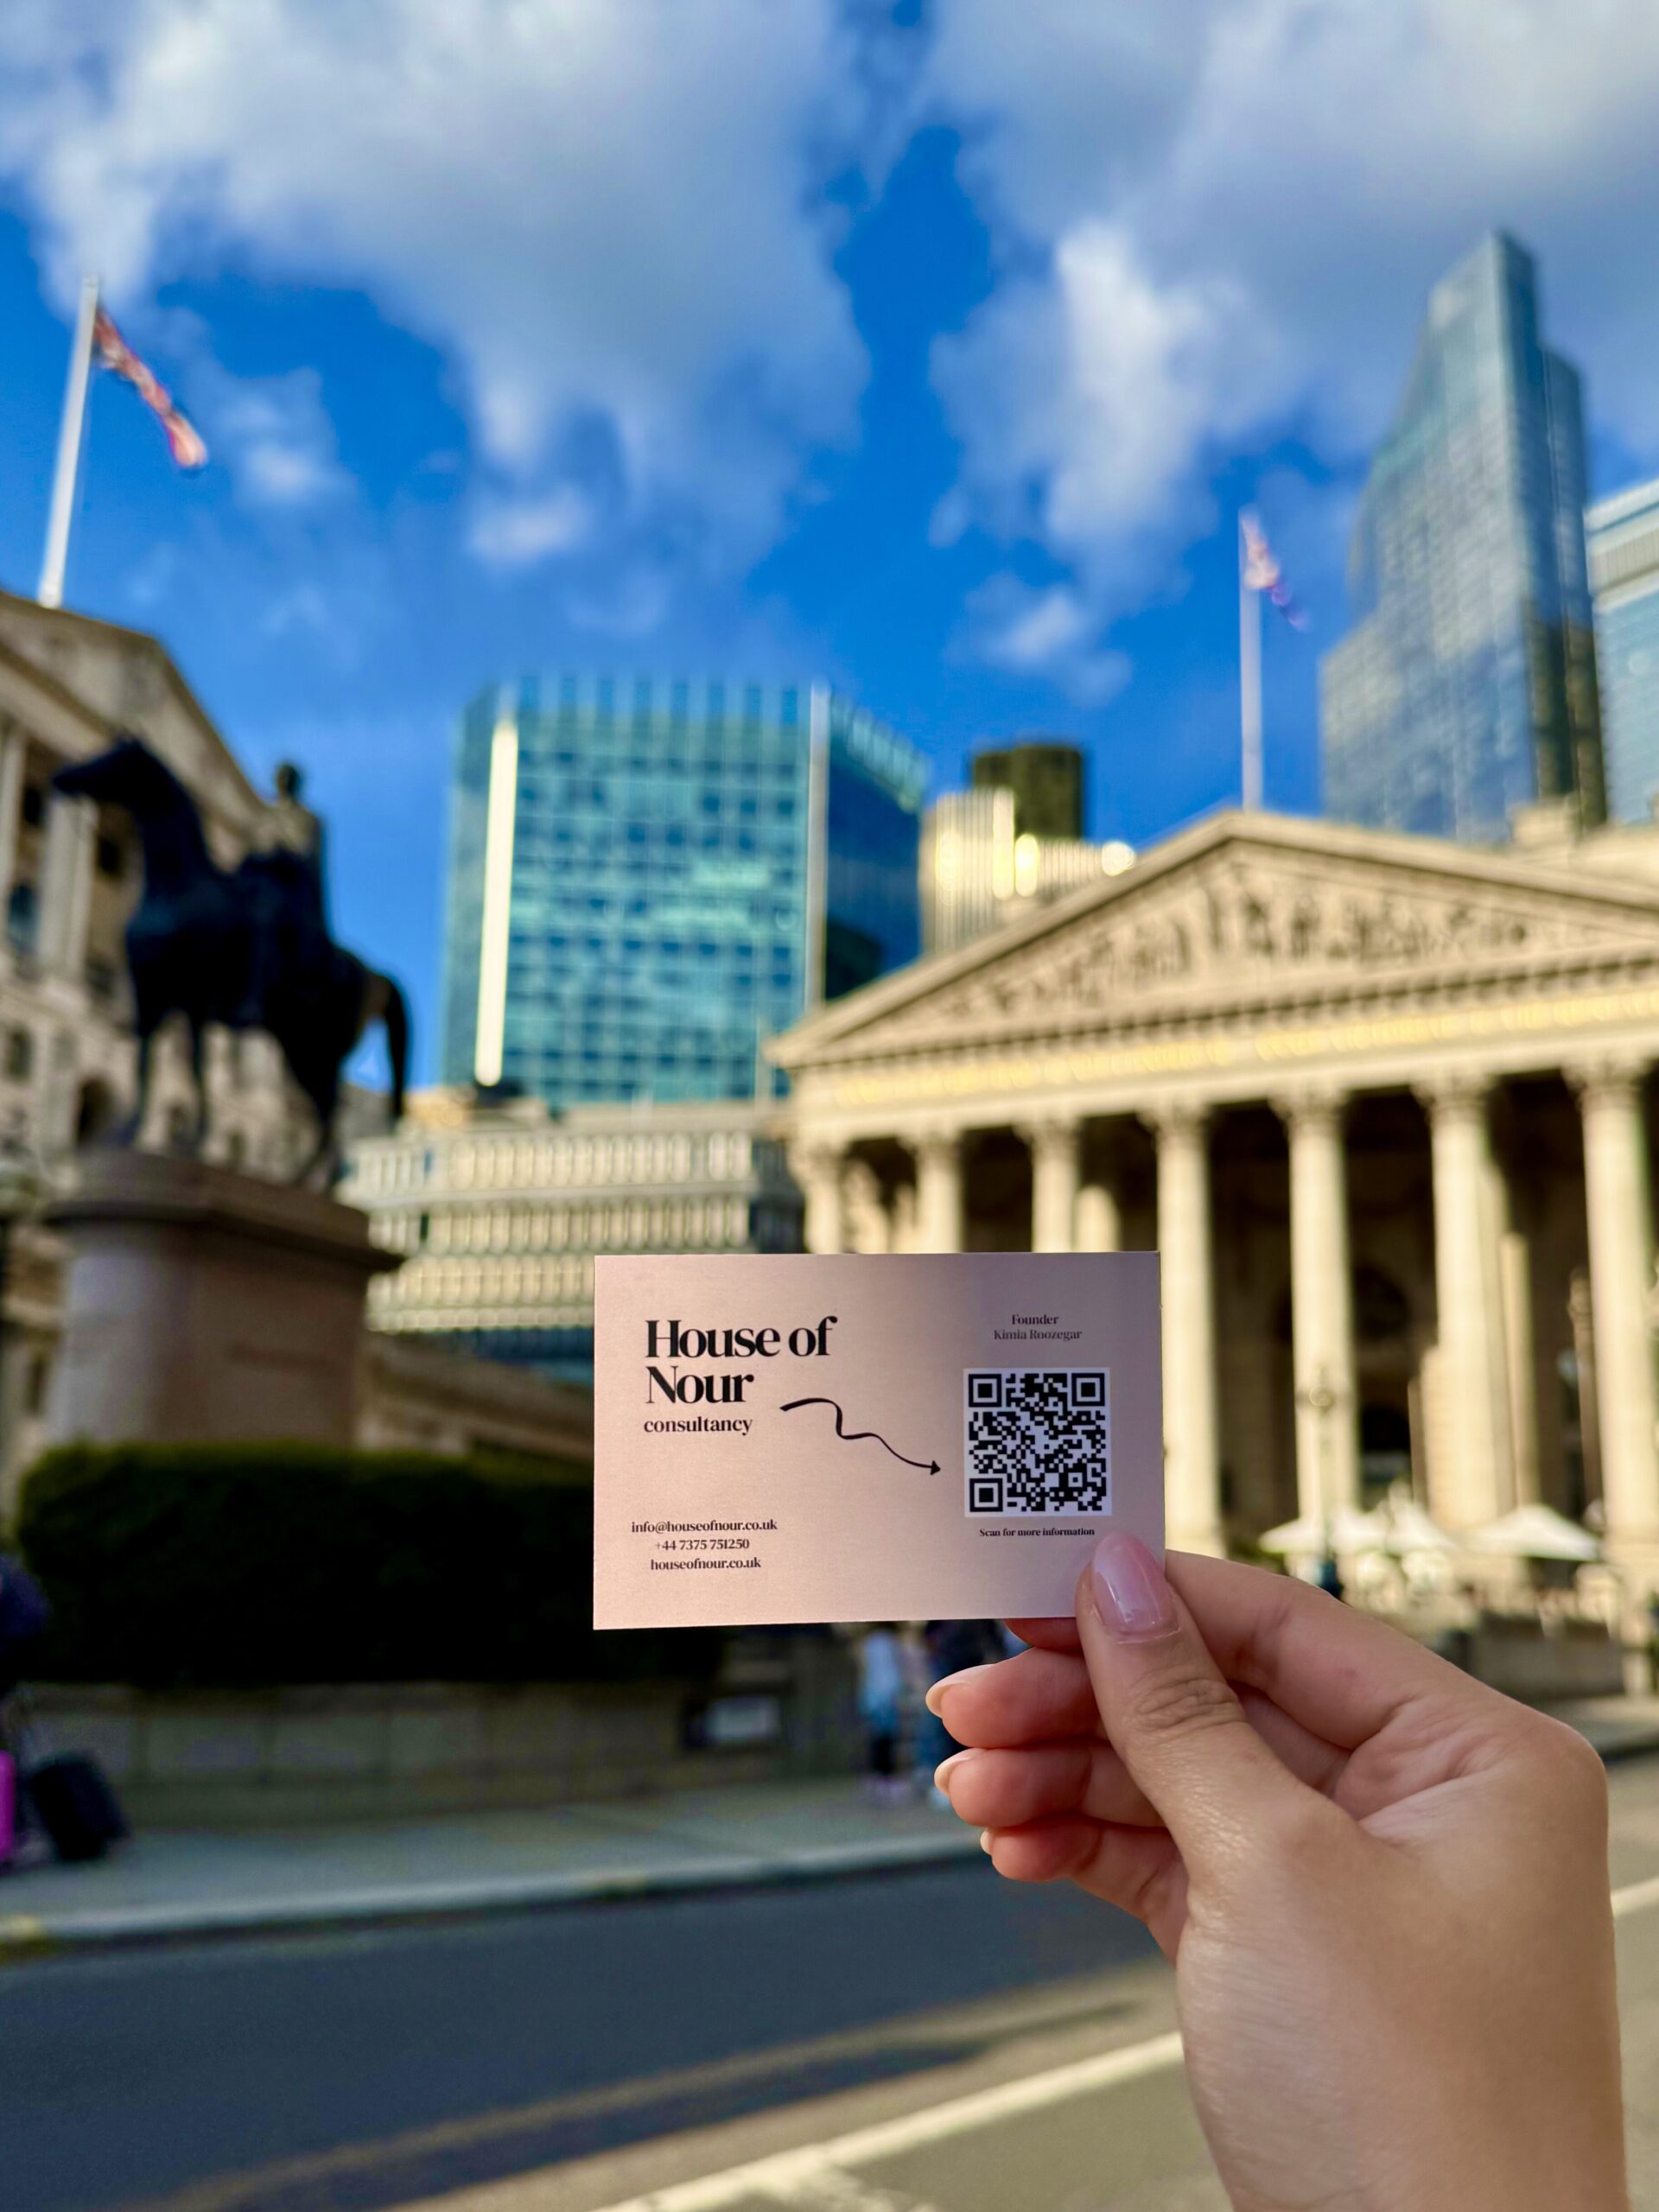 House of
Nour
consultancy
info@houseofnour.co.uk
+44 7375 751250
houseofnour.co.uk
Founder
Kimia Roozegar
Scan for more information